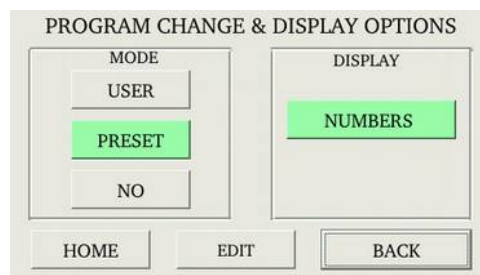 PROGRAM CHANGE & DISPLAY OPTIONS
MODE
USER
PRESET
NO
DISPLAY
NUMBERS
HOME
EDIT
BACK